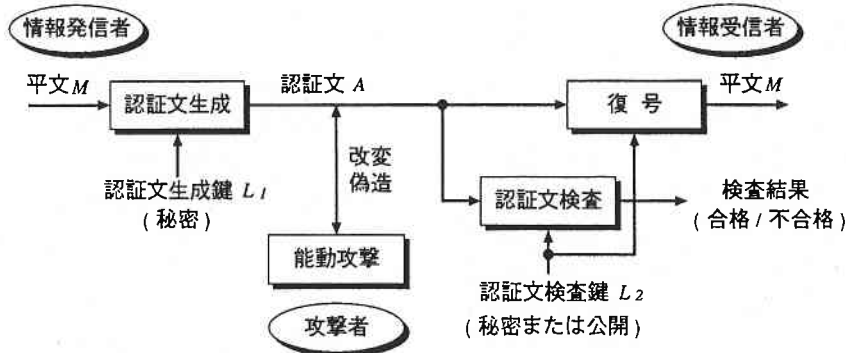 情報発信者
情報受信者
平文M
認証文 A
平文M
認証文生成
復 号
改変
偽造
認証文生成鍵 L1
(秘密)
認証文検査
検査結果
(合格/不合格)
能動攻撃
認証文検査鍵 L2
(秘密または公開)
攻撃者